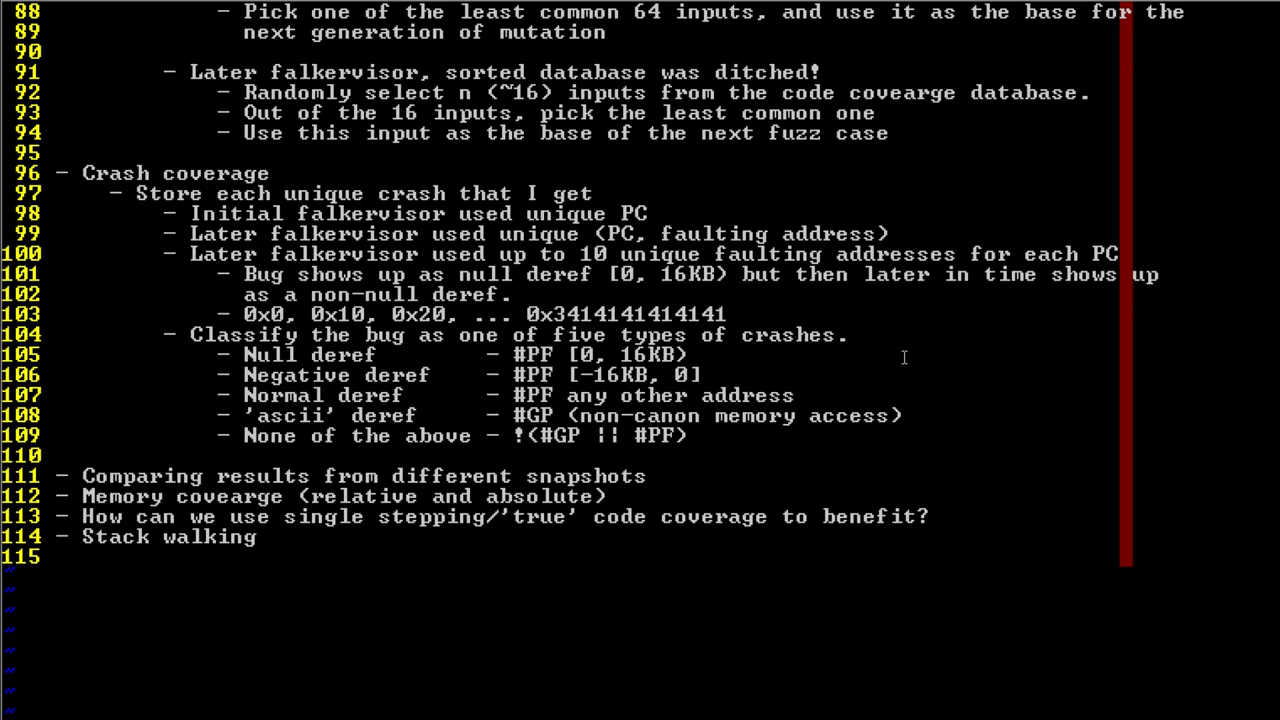 88             - Pick one of the least common 64 inputs, and use it as the base for the
89               next generation of mutation
90
91         - Later falkervisor, sorted database was ditched!
92             - Randomly select n (~16) inputs from the code covearge database.
93             - Out of the 16 inputs, pick the least common one
94             - Use this input as the base of the next fuzz case
95
96 - Crash coverage
97     - Store each unique crash that I get
98         - Initial falkervisor used unique PC
99         - Later falkervisor used unique (PC, faulting address)
100         - Later falkervisor used up to 10 unique faulting addresses for each PC
101             - Bug shows up as null deref [0, 16KB) but then later in time shows up
102               as a non-null deref.
103             - 0x0, 0x10, 0x20, ... 0x3414141414141
104         - Classify the bug as one of five types of crashes.
105             - Null deref        - #PF [0, 16KB)
106             - Negative deref    - #PF [-16KB, 0]
107             - Normal deref      - #PF any other address
108             - 'ascii' deref     - #GP (non-canon memory access)
109             - None of the above - !(#GP || #PF)
110
111 - Comparing results from different snapshots
112 - Memory covearge (relative and absolute)
113 - How can we use single stepping/'true' code coverage to benefit?
114 - Stack walking
115
~
~
~
~
~
~
~
~